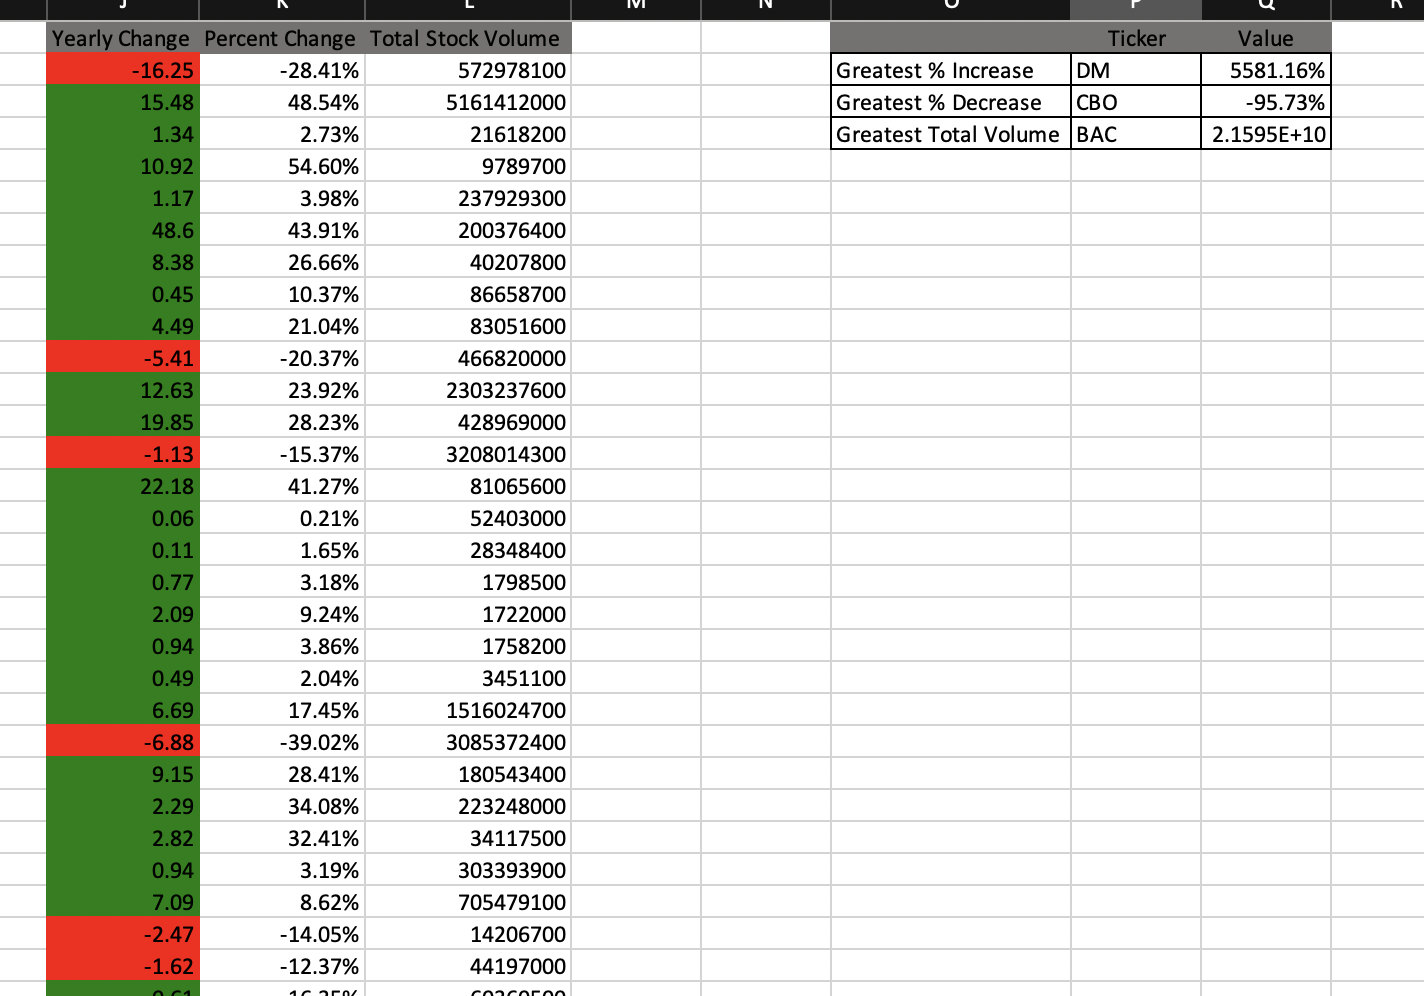 J K L M N O P Q R
Yearly Change Percent Change Total Stock Volume Ticker Value
-16.25 -28.41% 572978100 Greatest % Increase DM 5581.16%
15.48 48.54% 5161412000 Greatest % Decrease CBO -95.73%
1.34 2.73% 21618200 Greatest Total Volume BAC 2.1595E+10
10.92 54.60% 9789700
1.17 3.98% 237929300
48.6 43.91% 200376400
8.38 26.66% 40207800
0.45 10.37% 86658700
4.49 21.04% 83051600
-5.41 -20.37% 466820000
12.63 23.92% 2303237600
19.85 28.23% 428969000
-1.13 -15.37% 3208014300
22.18 41.27% 81065600
0.06 0.21% 52403000
0.11 1.65% 28348400
0.77 3.18% 1798500
2.09 9.24% 1722000
0.94 3.86% 1758200
0.49 2.04% 3451100
6.69 17.45% 1516024700
-6.88 -39.02% 3085372400
9.15 28.41% 180543400
2.29 34.08% 223248000
2.82 32.41% 34117500
0.94 3.19% 303393900
7.09 8.62% 705479100
-2.47 -14.05% 14206700
-1.62 -12.37% 44197000